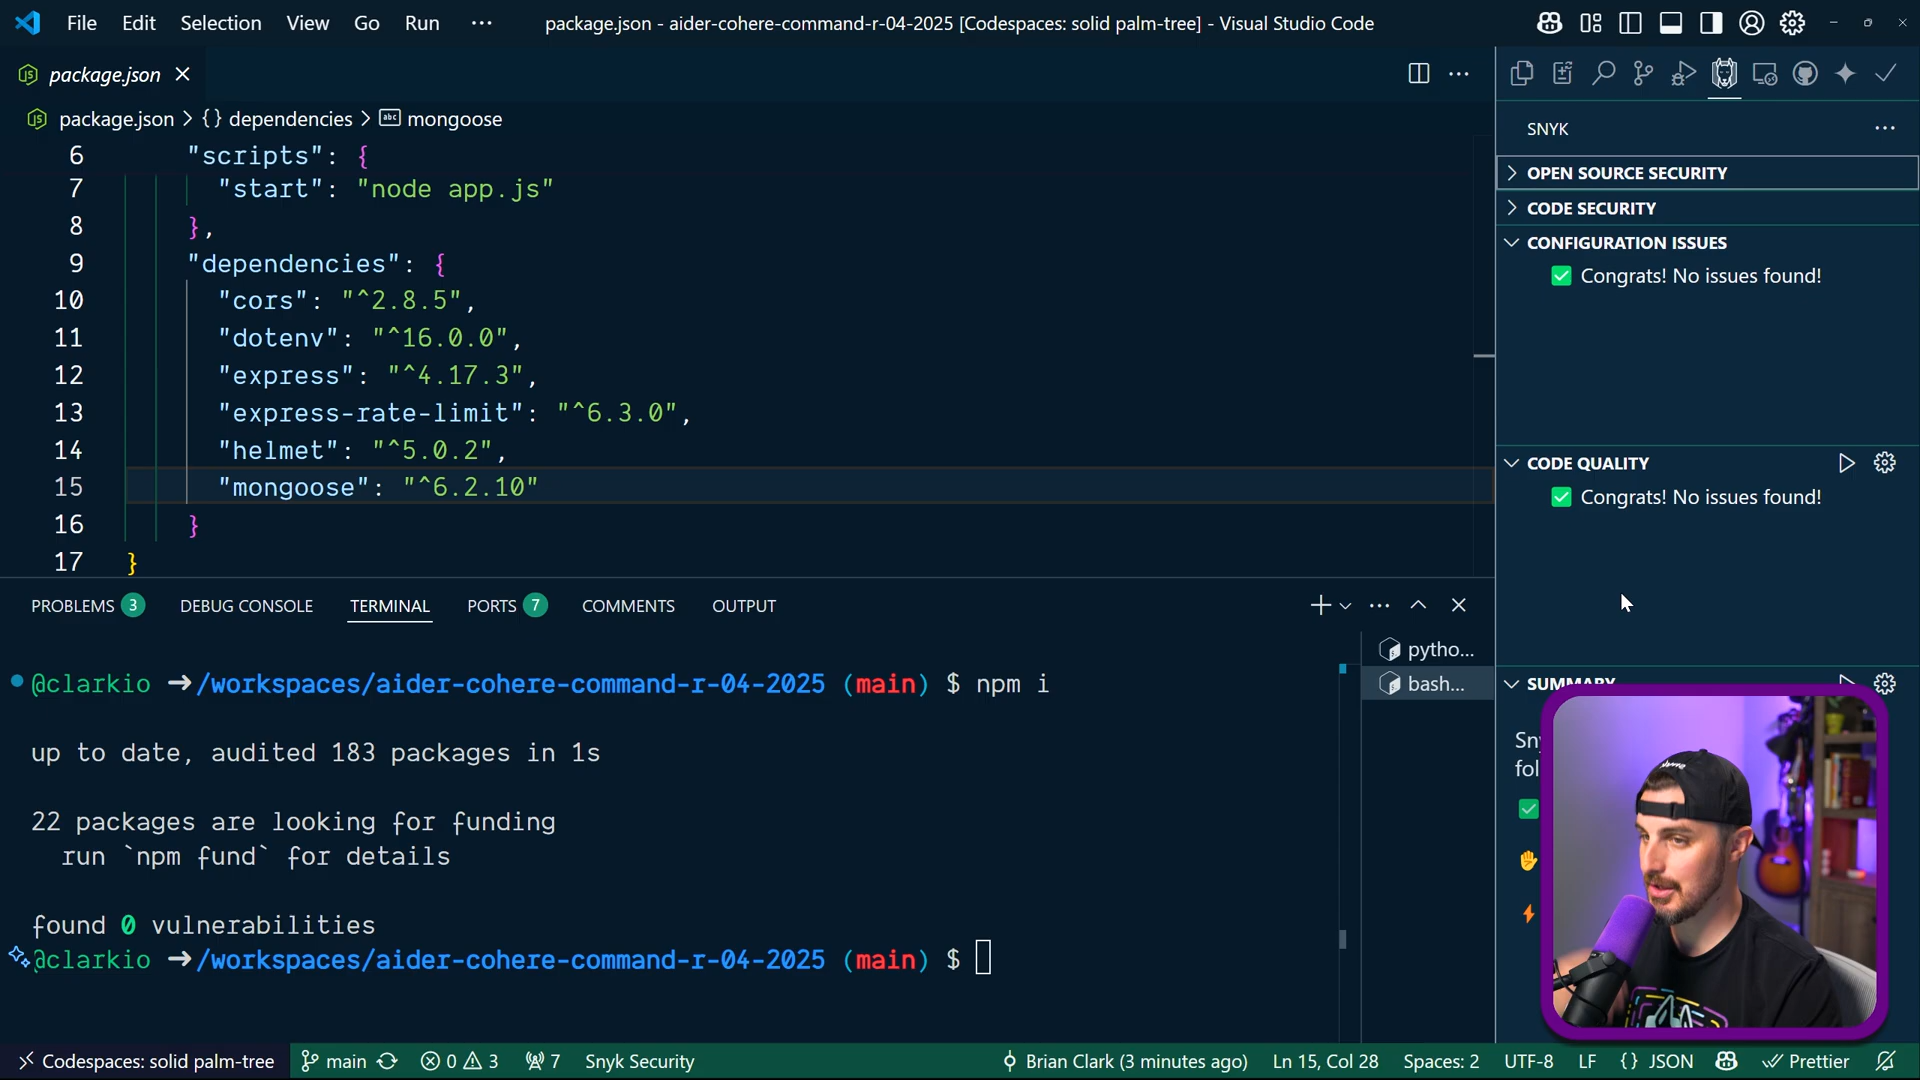 File Edit Selection View Go Run ··· package.json - aider-cohere-command-r-04-2025 [Codespaces: solid palm-tree] - Visual Studio Code
package.json
package.json > {} dependencies > abc mongoose
6 "scripts": {
7 "start": "node app.js"
8 },
9 "dependencies": {
10 "cors": "^2.8.5",
11 "dotenv": "^16.0.0",
12 "express": "^4.17.3",
13 "express-rate-limit": "^6.3.0",
14 "helmet": "^5.0.2",
15 "mongoose": "^6.2.10"
16 }
17 }
SNYK
OPEN SOURCE SECURITY
CODE SECURITY
CONFIGURATION ISSUES
✅ Congrats! No issues found!
CODE QUALITY
✅ Congrats! No issues found!
SUMMARY
PROBLEMS 3 DEBUG CONSOLE TERMINAL PORTS 7 COMMENTS OUTPUT
pytho...
bash...
@clarkio ➜/workspaces/aider-cohere-command-r-04-2025 (main) $ npm i
up to date, audited 183 packages in 1s
22 packages are looking for funding
run `npm fund` for details
found 0 vulnerabilities
@clarkio ➜/workspaces/aider-cohere-command-r-04-2025 (main) $
Codespaces: solid palm-tree main 0 3 7 Snyk Security Brian Clark (3 minutes ago) Ln 15, Col 28 Spaces: 2 UTF-8 LF {} JSON Prettier